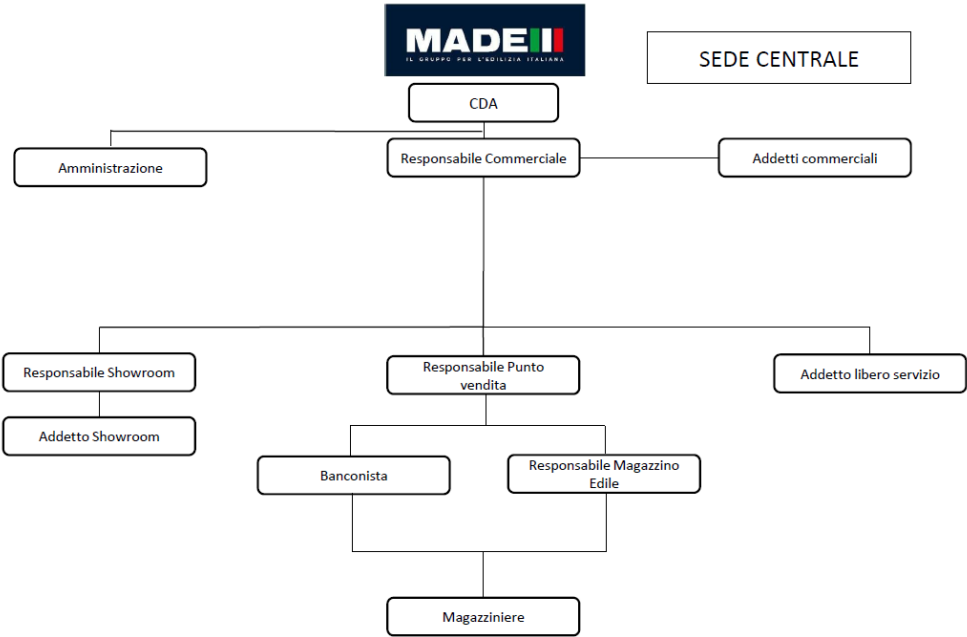 MADE
IL GRUPPO PER L'EDILIZIA ITALIANA
SEDE CENTRALE
CDA
Amministrazione
Responsabile Commerciale
Addetti commerciali
Responsabile Showroom
Responsabile Punto
vendita
Addetto libero servizio
Addetto Showroom
Banconista
Responsabile Magazzino
Edile
Magazziniere